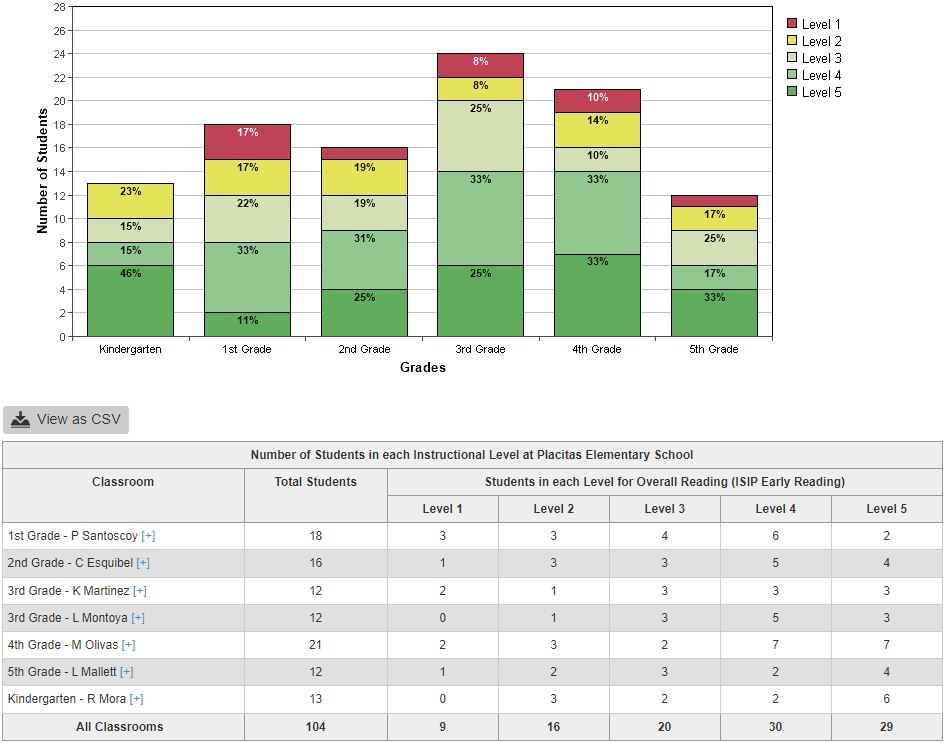 28
26
24
22
20
18
16
14
12
10
8
6
4
2
0
Number of Students
23%
15%
15%
46%
17%
17%
22%
33%
11%
19%
19%
31%
25%
8%
8%
25%
33%
25%
10%
14%
10%
33%
33%
17%
25%
17%
33%
Kindergarten 1st Grade 2nd Grade 3rd Grade 4th Grade 5th Grade
Grades
Level 1
Level 2
Level 3
Level 4
Level 5
View as CSV
Number of Students in each Instructional Level at Placitas Elementary School
Classroom Total Students Students in each Level for Overall Reading (ISIP Early Reading)
Level 1 Level 2 Level 3 Level 4 Level 5
1st Grade - P Santoscoy [+] 18 3 3 4 6 2
2nd Grade - C Esquibel [+] 16 1 3 3 5 4
3rd Grade - K Martinez [+] 12 2 1 3 3 3
3rd Grade - L Montoya [+] 12 0 1 3 5 3
4th Grade - M Olivas [+] 21 2 3 2 7 7
5th Grade - L Mallett [+] 12 1 2 3 2 4
Kindergarten - R Mora [+] 13 0 3 2 2 6
All Classrooms 104 9 16 20 30 29